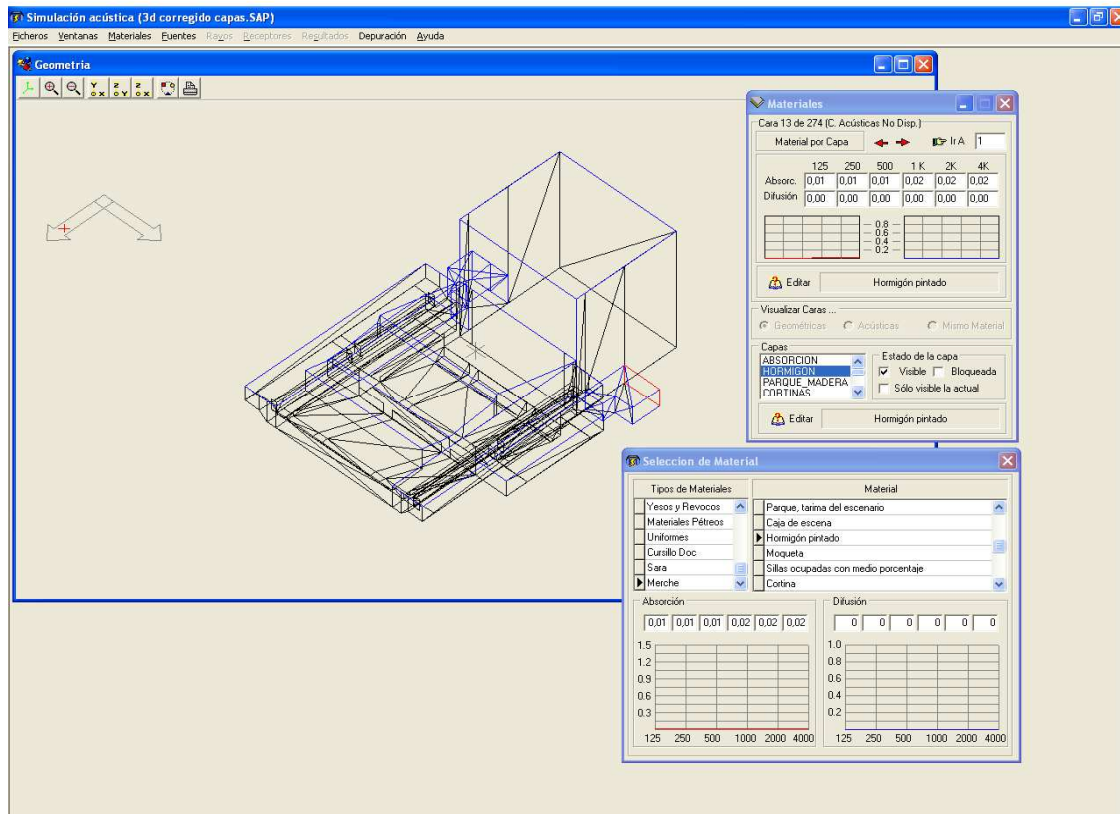 Simulación acústica (3d corregido capas.SAP)
Ficheros Ventanas Materiales Fuentes Rayos Receptores Resultados Depuración Ayuda
Geometria
Y o x Z o Y Z o X
Materiales
Cara 13 de 274 (C. Acústicas No Disp.)
Material por Capa Ir A 1
125 250 500 1 K 2K 4K
Absorc. 0,01 0,01 0,01 0,02 0,02 0,02
Difusión 0,00 0,00 0,00 0,00 0,00 0,00
0.8
0.6
0.4
0.2
Editar Hormigón pintado
Visualizar Caras ...
Geométricas Acústicas Mismo Material
Capas
ABSORCION
HORMIGON
PARQUE_MADERA
CORTINAS
Estado de la capa
Visible Bloqueada
Sólo visible la actual
Editar Hormigón pintado
Seleccion de Material
Tipos de Materiales
Yesos y Revocos
Materiales Pétreos
Uniformes
Cursillo Doc
Sara
Merche
Material
Parque, tarima del escenario
Caja de escena
Hormigón pintado
Moqueta
Sillas ocupadas con medio porcentaje
Cortina
Absorción
0,01 0,01 0,01 0,02 0,02 0,02
1.5
1.2
0.9
0.6
0.3
125 250 500 1000 2000 4000
Difusión
0 0 0 0 0 0
1.0
0.8
0.6
0.4
0.2
125 250 500 1000 2000 4000